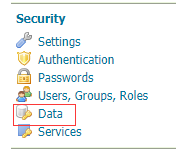 Security
Settings
Authentication
Passwords
Users, Groups, Roles
Data
Services